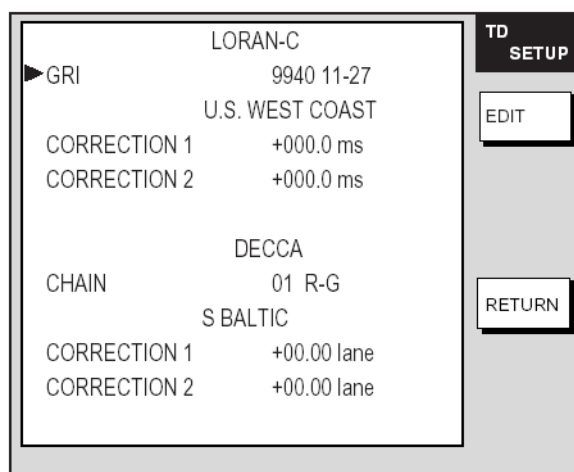 LORAN-C
GRI 9940 11-27
U.S. WEST COAST
CORRECTION 1 +000.0 ms
CORRECTION 2 +000.0 ms
DECCA
CHAIN 01 R-G
S BALTIC
CORRECTION 1 +00.00 lane
CORRECTION 2 +00.00 lane
TD
SETUP
EDIT
RETURN